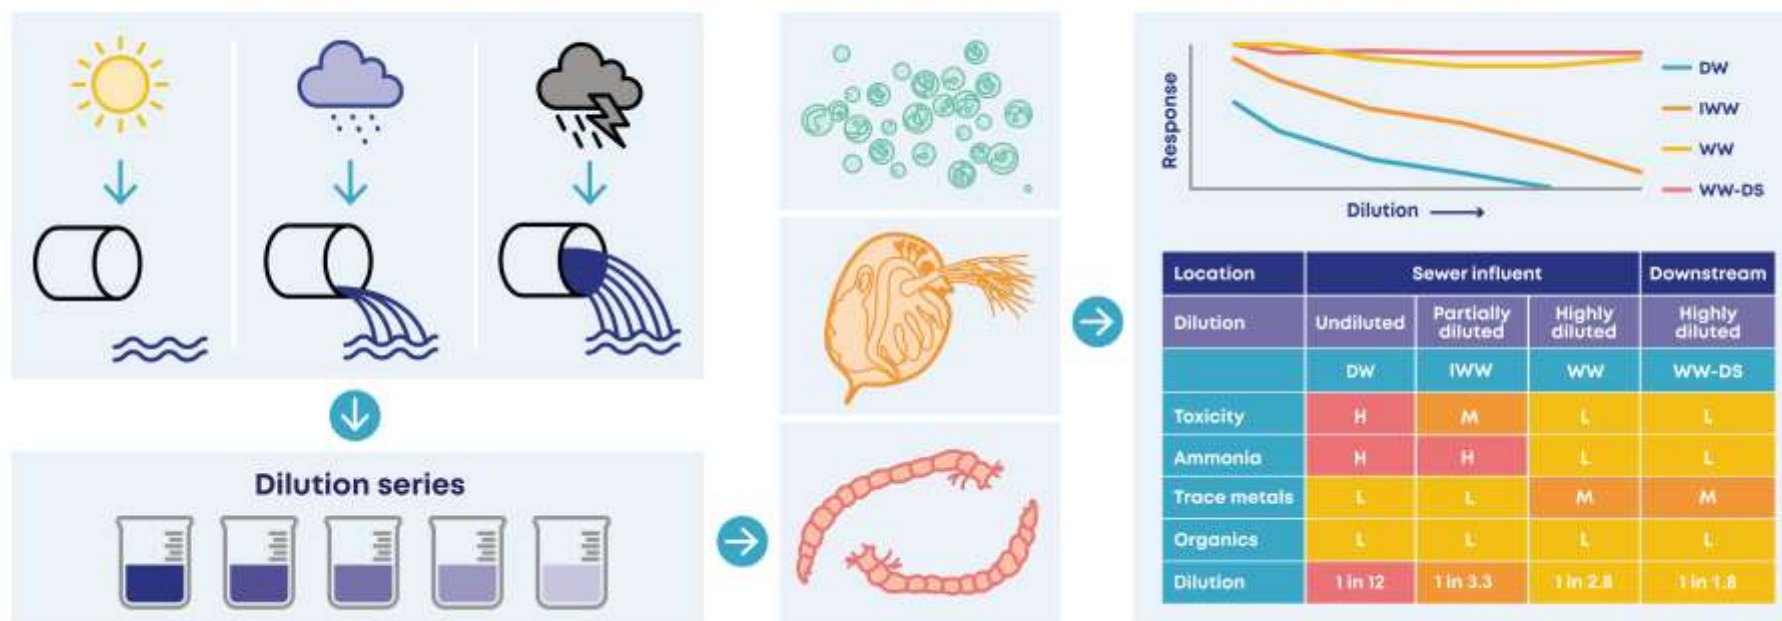 Dilution series
Response
Dilution
DW
IWW
WW
WW-DS
Location Sewer influent Downstream
Dilution Undiluted Partially diluted Highly diluted Highly diluted
DW IWW WW WW-DS
Toxicity H M L L
Ammonia H H L L
Trace metals L L M M
Organics L L L L
Dilution 1 in 12 1 in 3.3 1 in 2.8 1 in 1.8